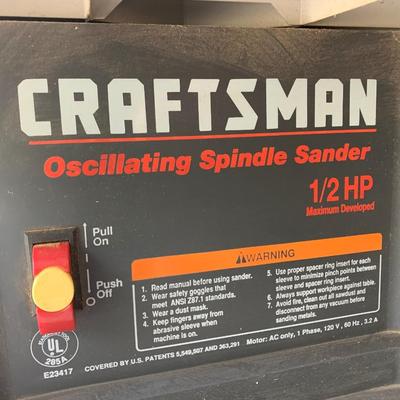 CRAFTSMAN
Oscillating Spindle Sander
1/2 HP
Maximum Developed
Pull
On
Push
Off
WARNING
1. Read manual before using sander.
2. Wear safety goggles that
meet ANSI Z87.1 standards.
3. Wear a dust mask.
4. Keep fingers away from
abrasive sleeve when
machine is on.
5. Use proper spacer ring insert for each
sleeve to minimize pinch points between
sleeve and spacer ring insert.
6. Always support workpiece against table.
7. Avoid fire, clean out all sawdust and
disconnect from any vacuum before
sanding metals.
Motor: AC only, 1 Phase, 120 V , 60 Hz , 3.2 A
COVERED BY U.S. PATENTS 5,549,507 AND 363,291
UL
285A
E23417